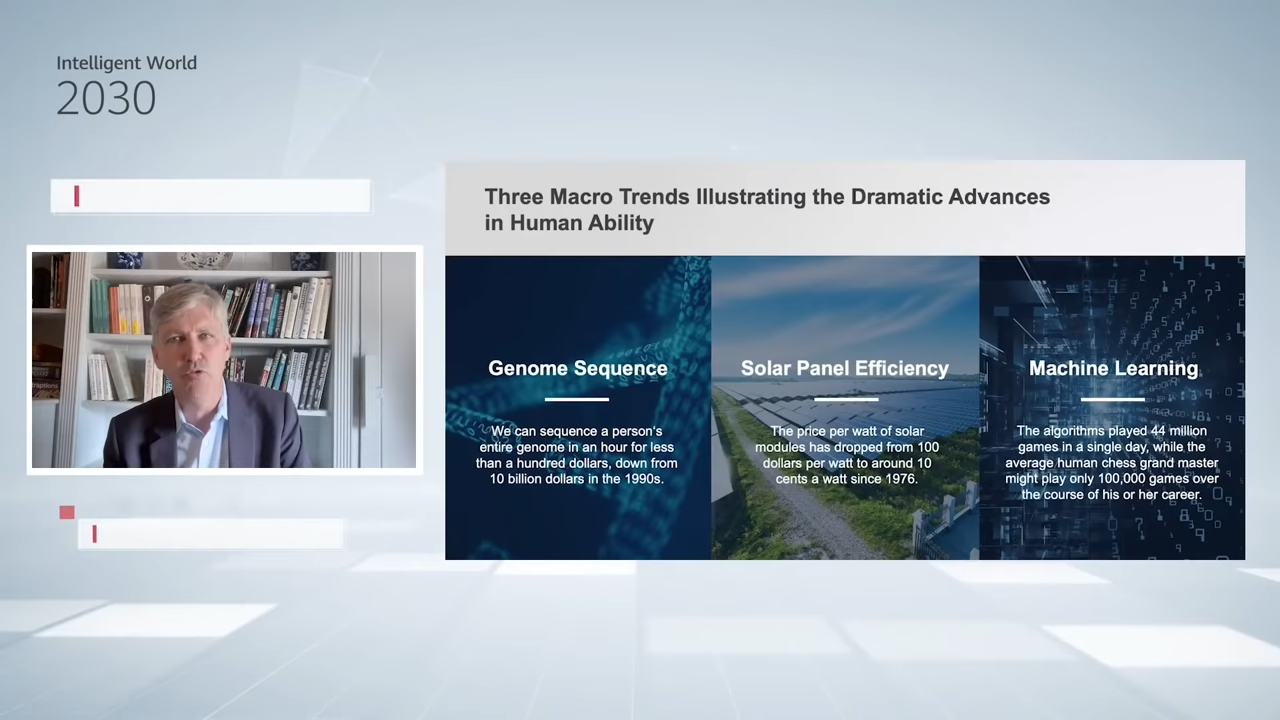 Intelligent World
2030
Three Macro Trends Illustrating the Dramatic Advances
in Human Ability
Genome Sequence
We can sequence a person's
entire genome in an hour for less
than a hundred dollars, down from
10 billion dollars in the 1990s.
Solar Panel Efficiency
The price per watt of solar
modules has dropped from 100
dollars per watt to around 10
cents a watt since 1976.
Machine Learning
The algorithms played 44 million
games in a single day, while the
average human chess grand master
might play only 100,000 games over
the course of his or her career.